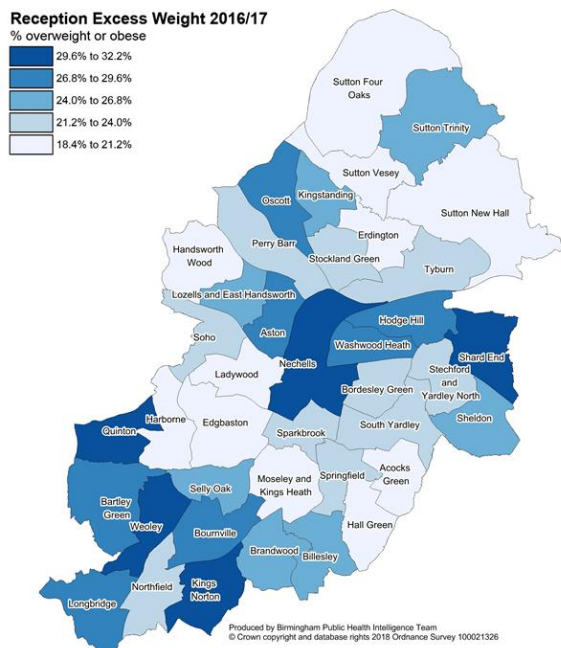 Reception Excess Weight 2016/17
% overweight or obese
29.6% to 32.2%
26.8% to 29.6%
24.0% to 26.8%
21.2% to 24.0%
18.4% to 21.2%
Sutton Four
Oaks
Sutton Trinity
Sutton Vesey
Sutton New Hall
Oscott
Kingstanding
Erdington
Perry Barr
Stockland Green
Tyburn
Handsworth
Wood
Lozells and East Handsworth
Hodge Hill
Soho
Aston
Washwood Heath
Shard End
Nechells
Ladywood
Stechford
and
Yardley North
Bordesley Green
Harborne
Edgbaston
Quinton
Sparkbrook
South Yardley
Sheldon
Acocks
Green
Selly Oak
Moseley and
Kings Heath
Springfield
Bartley
Green
Weoley
Bournville
Hall Green
Brandwood
Billesley
Longbridge
Northfield
Kings
Norton
Produced by Birmingham Public Health Intelligence Team
© Crown copyright and database rights 2018 Ordnance Survey 100021326